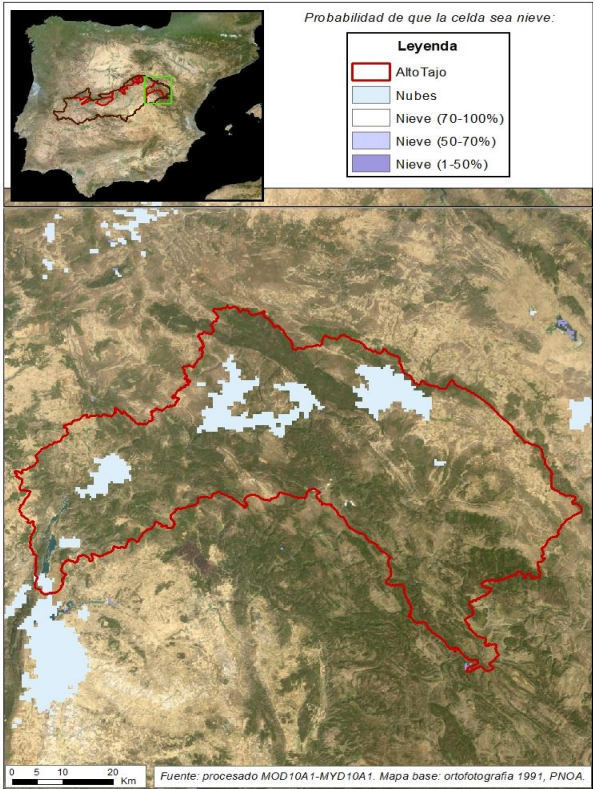 Probabilidad de que la celda sea nieve:
Leyenda
AltoTajo
Nubes
Nieve (70-100%)
Nieve (50-70%)
Nieve (1-50%)
0 5 10 20
Km
Fuente: procesado MOD10A1-MYD10A1. Mapa base: ortofotografia 1991, PNOA.